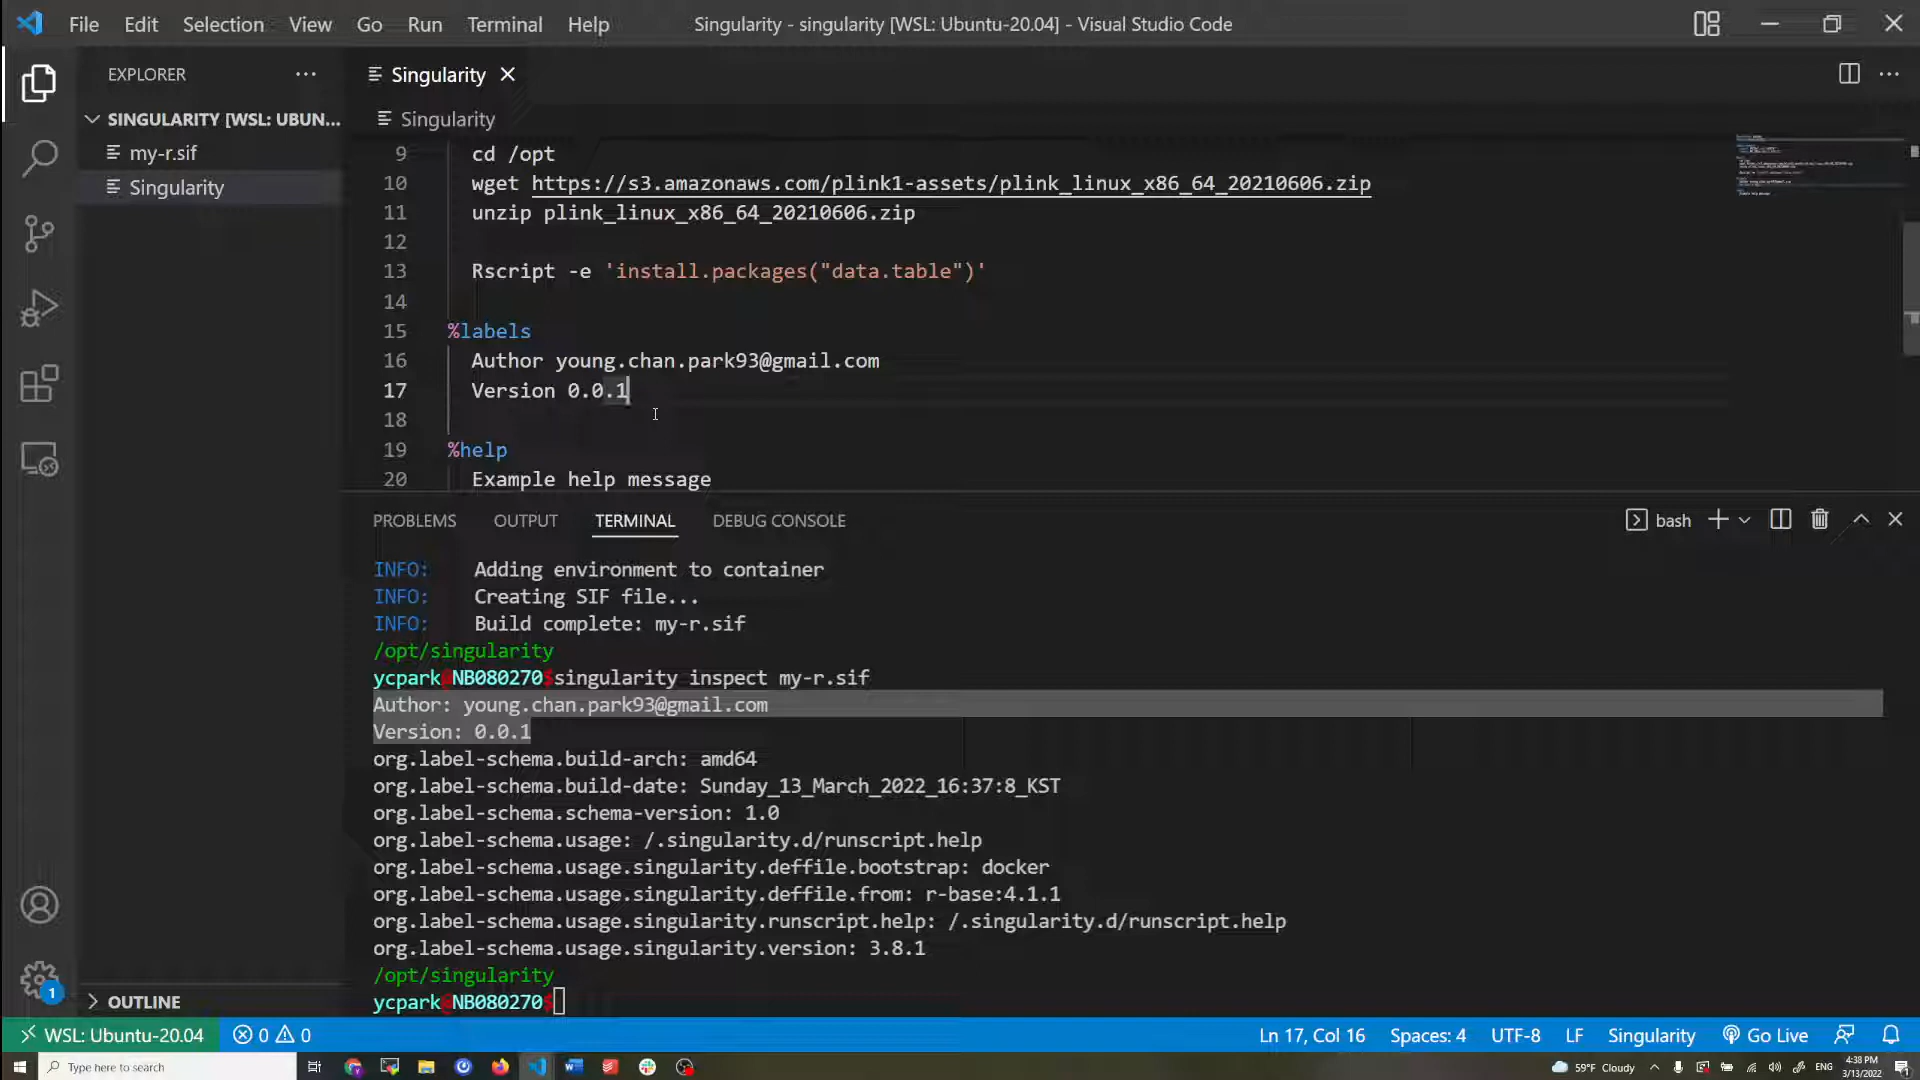 File Edit Selection View Go Run Terminal Help Singularity - singularity [WSL: Ubuntu-20.04] - Visual Studio Code
EXPLORER
Singularity
SINGULARITY [WSL: UBUN...
my-r.sif
Singularity
Singularity
9 cd /opt
10 wget https://s3.amazonaws.com/plink1-assets/plink_linux_x86_64_20210606.zip
11 unzip plink_linux_x86_64_20210606.zip
12
13 Rscript -e 'install.packages("data.table")'
14
15 %labels
16 Author young.chan.park93@gmail.com
17 Version 0.0.1
18
19 %help
20 Example help message
PROBLEMS OUTPUT TERMINAL DEBUG CONSOLE bash
INFO: Adding environment to container
INFO: Creating SIF file...
INFO: Build complete: my-r.sif
/opt/singularity
ycpark@NB080270$singularity inspect my-r.sif
Author: young.chan.park93@gmail.com
Version: 0.0.1
org.label-schema.build-arch: amd64
org.label-schema.build-date: Sunday_13_March_2022_16:37:8_KST
org.label-schema.schema-version: 1.0
org.label-schema.usage: /.singularity.d/runscript.help
org.label-schema.usage.singularity.deffile.bootstrap: docker
org.label-schema.usage.singularity.deffile.from: r-base:4.1.1
org.label-schema.usage.singularity.runscript.help: /.singularity.d/runscript.help
org.label-schema.usage.singularity.version: 3.8.1
/opt/singularity
ycpark@NB080270$
1
OUTLINE
WSL: Ubuntu-20.04 0 0 Ln 17, Col 16 Spaces: 4 UTF-8 LF Singularity Go Live
Type here to search 59°F Cloudy ENG 4:38 PM
3/13/2022